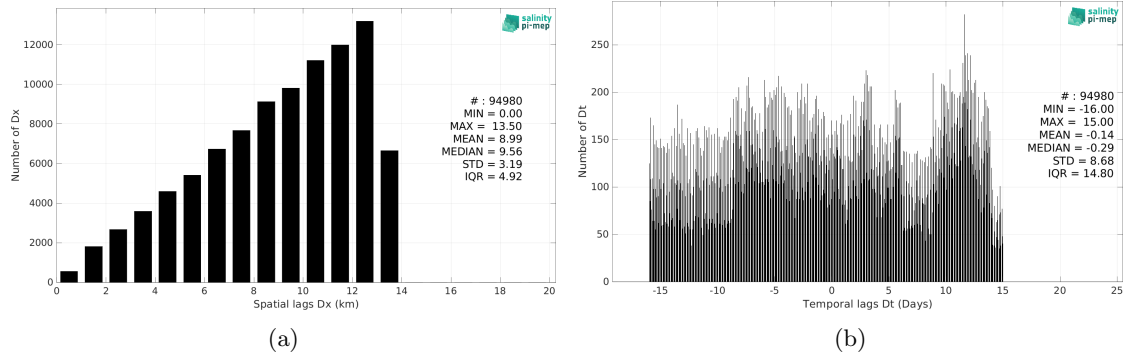 salinity
pi-mep
Number of Dx
12000
10000
8000
6000
4000
2000
0
# : 94980
MIN = 0.00
MAX =  13.50
MEAN = 8.99
MEDIAN = 9.56
STD = 3.19
IQR = 4.92
0 2 4 6 8 10 12 14 16 18 20
Spatial lags Dx (km)
(a)
salinity
pi-mep
Number of Dt
250
200
150
100
50
0
# : 94980
MIN = -16.00
MAX =  15.00
MEAN = -0.14
MEDIAN = -0.29
STD = 8.68
IQR = 14.80
-15 -10 -5 0 5 10 15 20 25
Temporal lags Dt (Days)
(b)